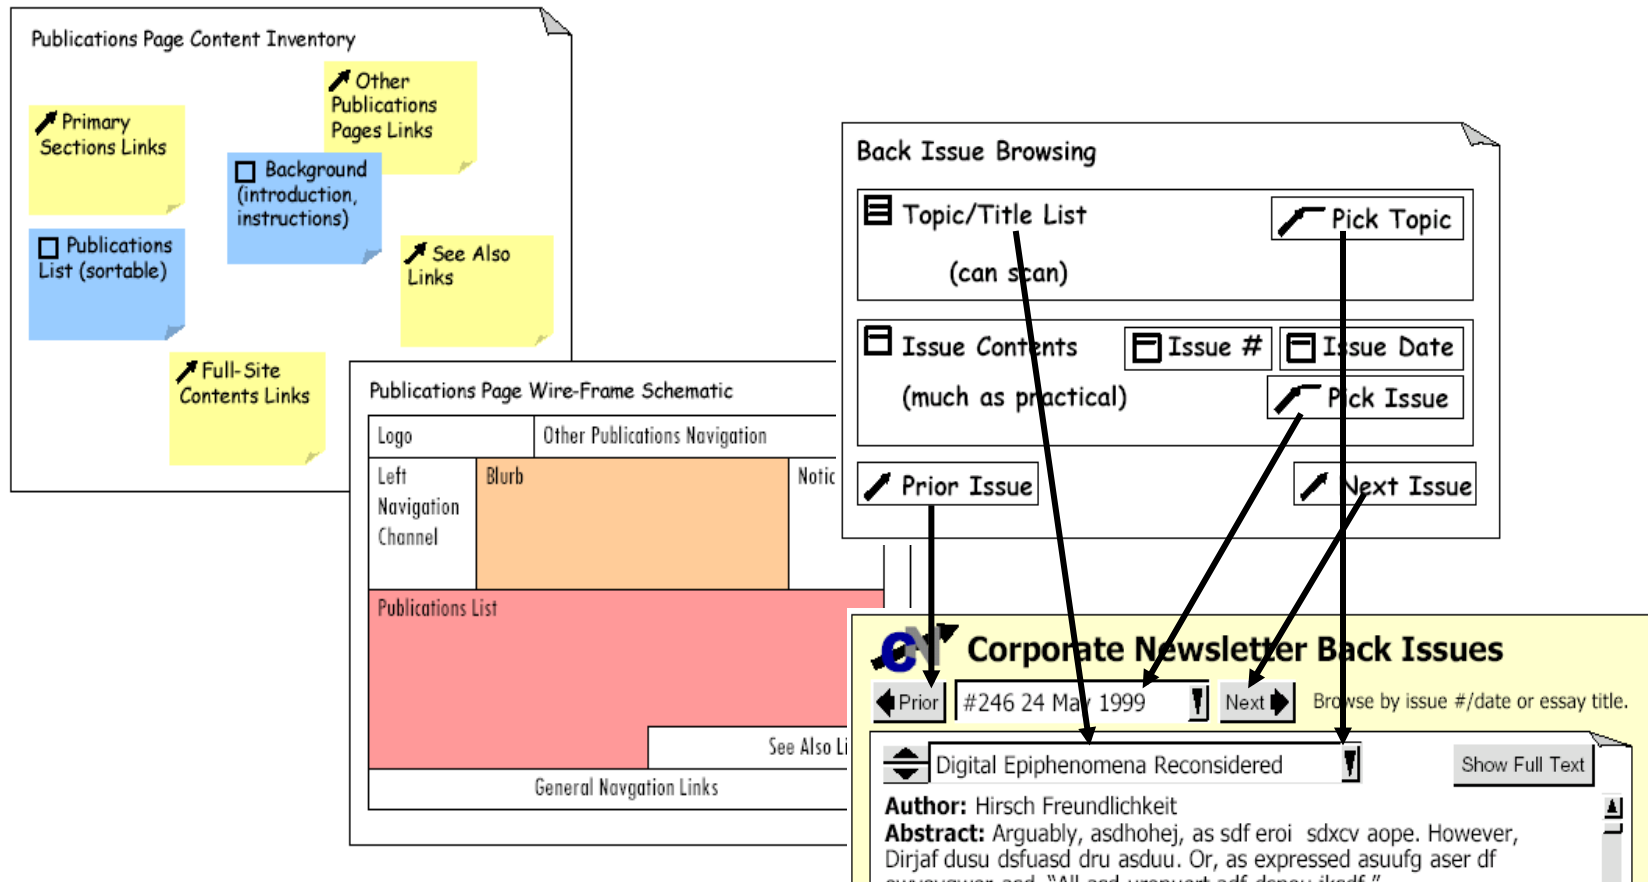 Publications Page Content Inventory
Other
Publications
Pages Links
Primary
Sections Links
Background
(introduction,
instructions)
Publications
List (sortable)
See Also
Links
Full-Site
Contents Links
Publications Page Wire-Frame Schematic
Logo
Other Publications Navigation
Left
Navigation
Channel
Blurb
Notic
Publications List
See Also Li
General Navgation Links
Back Issue Browsing
Topic/Title List
Pick Topic
(can scan)
Issue Contents
Issue #
Issue Date
(much as practical)
Pick Issue
Prior Issue
Next Issue
CN
Corporate Newsletter Back Issues
Prior
#246 24 May 1999
Next
Browse by issue #/date or essay title.
Digital Epiphenomena Reconsidered
Show Full Text
Author: Hirsch Freundlichkeit
Abstract: Arguably, asdhohej, as sdf eroi sdxcv aope. However,
Dirjaf dusu dsfuasd dru asduu. Or, as expressed asuufg aser df